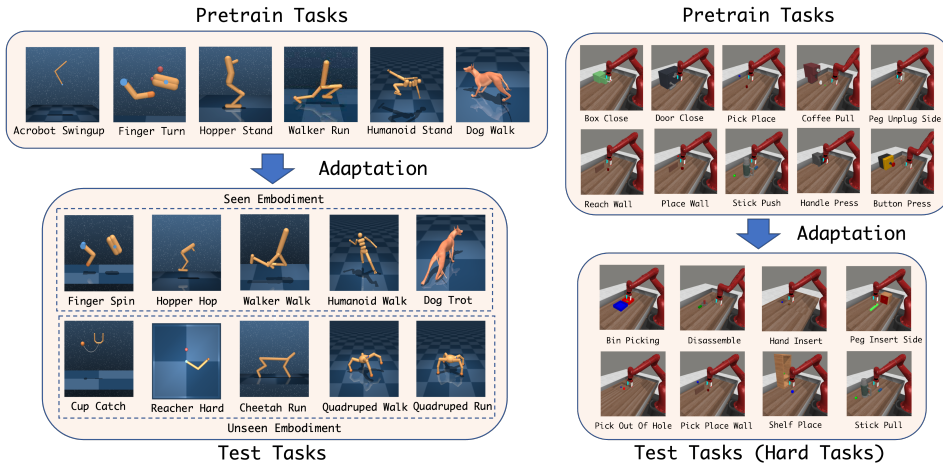 Pretrain Tasks
Acrobot Swingup
Finger Turn
Hopper Stand
Walker Run
Humanoid Stand
Dog Walk
Adaptation
Seen Embodiment
Finger Spin
Hopper Hop
Walker Walk
Humanoid Walk
Dog Trot
Cup Catch
Reacher Hard
Cheetah Run
Quadruped Walk
Quadruped Run
Unseen Embodiment
Test Tasks
Pretrain Tasks
Box Close
Door Close
Pick Place
Coffee Pull
Peg Unplug Side
Reach Wall
Place Wall
Stick Push
Handle Press
Button Press
Adaptation
Bin Picking
Disassemble
Hand Insert
Peg Insert Side
Pick Out Of Hole
Pick Place Wall
Shelf Place
Stick Pull
Test Tasks (Hard Tasks)